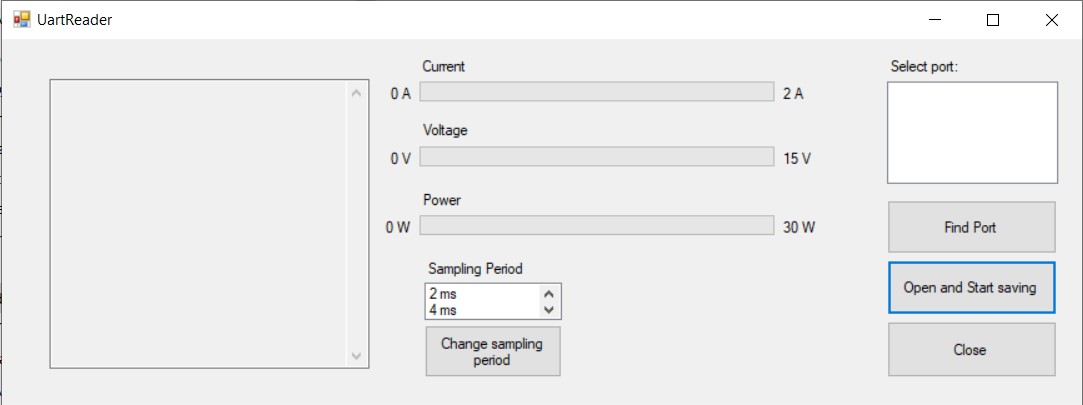 UartReader
Current
0 A
2 A
Voltage
0 V
15 V
Power
0 W
30 W
Sampling Period
2 ms
4 ms
Change sampling
period
Select port:
Find Port
Open and Start saving
Close